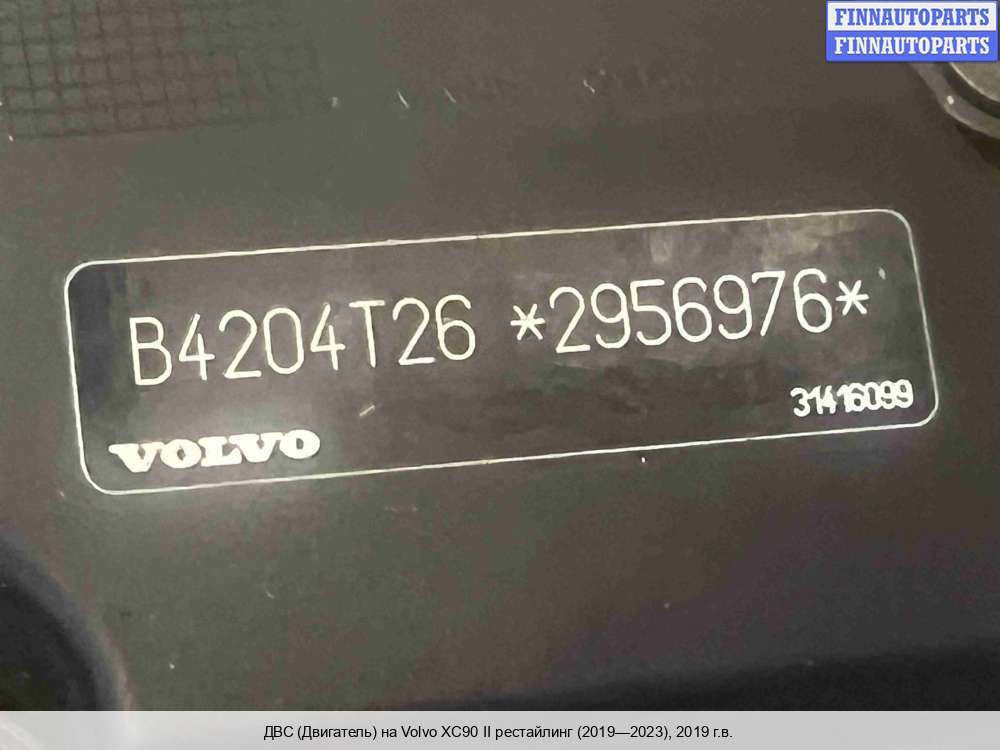 FINNAUTOPARTS
FINNAUTOPARTS
B4204T26 *2956976*
31416099
VOLVO
ДВС (Двигатель) на Volvo XC90 II рестайлинг (2019—2023), 2019 г.в.